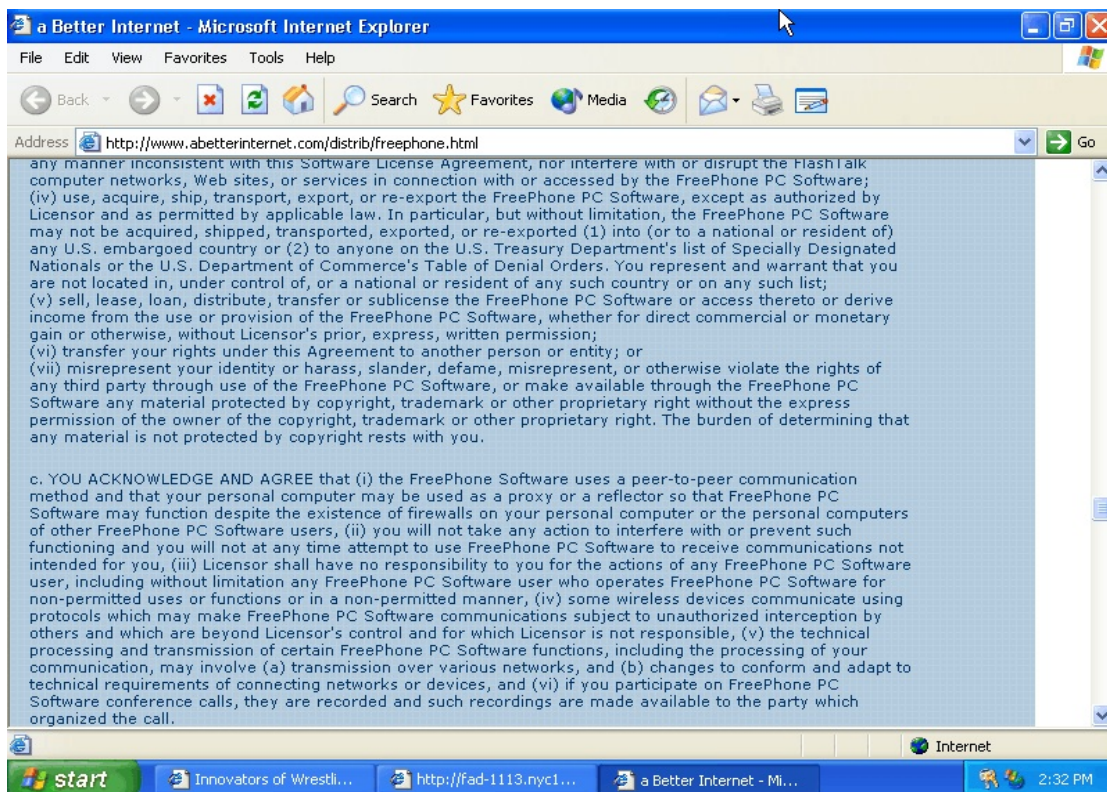 a Better Internet - Microsoft Internet Explorer
File Edit View Favorites Tools Help
Back Search Favorites Media
Address http://www.abetterinternet.com/distrib/freephone.html Go
any manner inconsistent with this Software License Agreement, nor interfere with or disrupt the FlashTalk
computer networks, Web sites, or services in connection with or accessed by the FreePhone PC Software;
(iv) use, acquire, ship, transport, export, or re-export the FreePhone PC Software, except as authorized by
Licensor and as permitted by applicable law. In particular, but without limitation, the FreePhone PC Software
may not be acquired, shipped, transported, exported, or re-exported (1) into (or to a national or resident of)
any U.S. embargoed country or (2) to anyone on the U.S. Treasury Department's list of Specially Designated
Nationals or the U.S. Department of Commerce's Table of Denial Orders. You represent and warrant that you
are not located in, under control of, or a national or resident of any such country or on any such list;
(v) sell, lease, loan, distribute, transfer or sublicense the FreePhone PC Software or access thereto or derive
income from the use or provision of the FreePhone PC Software, whether for direct commercial or monetary
gain or otherwise, without Licensor's prior, express, written permission;
(vi) transfer your rights under this Agreement to another person or entity; or
(vii) misrepresent your identity or harass, slander, defame, misrepresent, or otherwise violate the rights of
any third party through use of the FreePhone PC Software, or make available through the FreePhone PC
Software any material protected by copyright, trademark or other proprietary right without the express
permission of the owner of the copyright, trademark or other proprietary right. The burden of determining that
any material is not protected by copyright rests with you.
c. YOU ACKNOWLEDGE AND AGREE that (i) the FreePhone Software uses a peer-to-peer communication
method and that your personal computer may be used as a proxy or a reflector so that FreePhone PC
Software may function despite the existence of firewalls on your personal computer or the personal computers
of other FreePhone PC Software users, (ii) you will not take any action to interfere with or prevent such
functioning and you will not at any time attempt to use FreePhone PC Software to receive communications not
intended for you, (iii) Licensor shall have no responsibility to you for the actions of any FreePhone PC Software
user, including without limitation any FreePhone PC Software user who operates FreePhone PC Software for
non-permitted uses or functions or in a non-permitted manner, (iv) some wireless devices communicate using
protocols which may make FreePhone PC Software communications subject to unauthorized interception by
others and which are beyond Licensor's control and for which Licensor is not responsible, (v) the technical
processing and transmission of certain FreePhone PC Software functions, including the processing of your
communication, may involve (a) transmission over various networks, and (b) changes to conform and adapt to
technical requirements of connecting networks or devices, and (vi) if you participate on FreePhone PC
Software conference calls, they are recorded and such recordings are made available to the party which
organized the call.
Internet
start Innovators of Wrestli... http://fad-1113.nyc1... a Better Internet - Mi... 2:32 PM